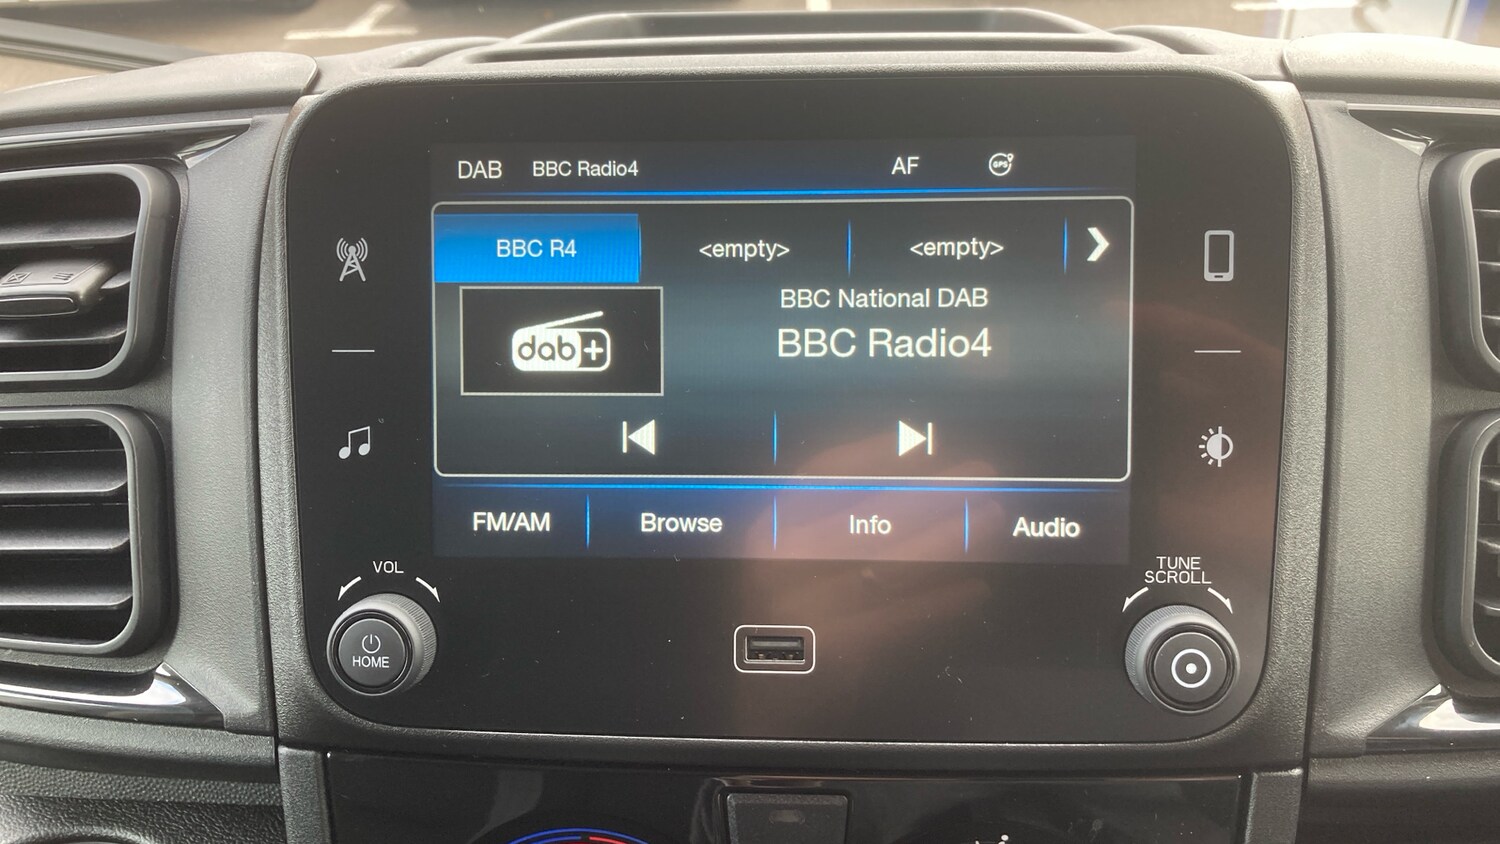 DAB BBC Radio4 AF GPS
BBC R4 <empty> <empty>
BBC National DAB
BBC Radio4
dab+
FM/AM Browse Info Audio
VOL
TUNE
SCROLL
HOME